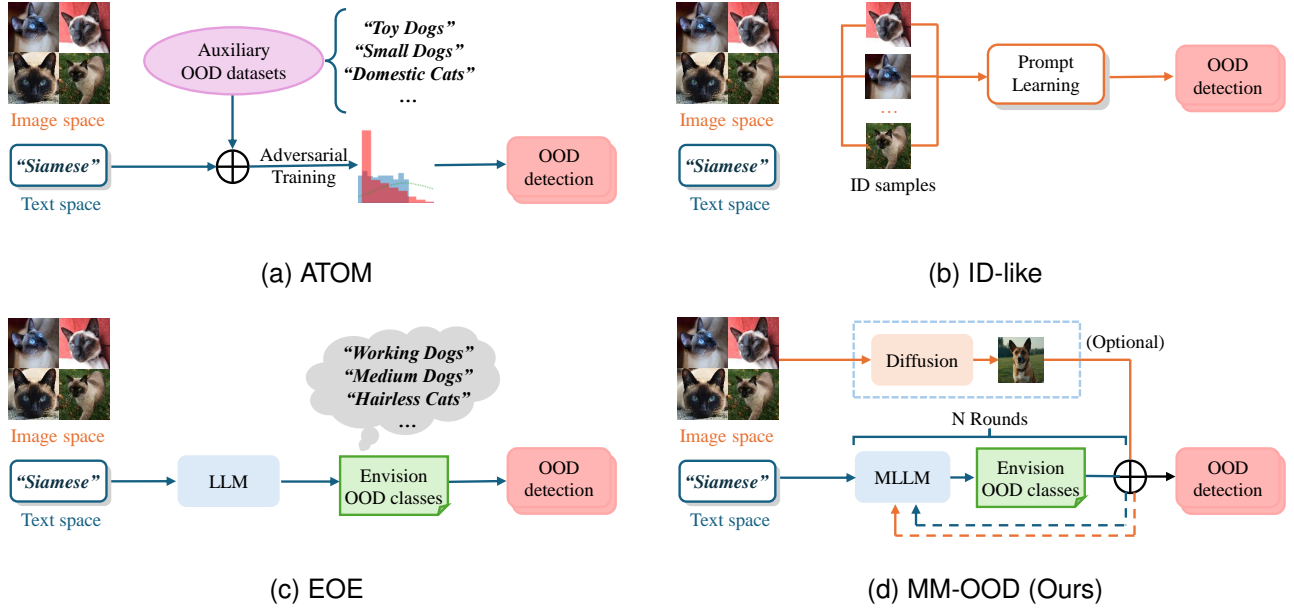 Auxiliary
OOD datasets
“Toy Dogs”
“Small Dogs”
“Domestic Cats”
...
Image space
“Siamese”
Text space
Adversarial
Training
OOD
detection
(a) ATOM
Image space
“Siamese”
Text space
...
ID samples
Prompt
Learning
OOD
detection
(b) ID-like
“Working Dogs”
“Medium Dogs”
“Hairless Cats”
...
Image space
“Siamese”
Text space
LLM
Envision
OOD classes
OOD
detection
(c) EOE
Diffusion
(Optional)
Image space
N Rounds
“Siamese”
Text space
MLLM
Envision
OOD classes
OOD
detection
(d) MM-OOD (Ours)